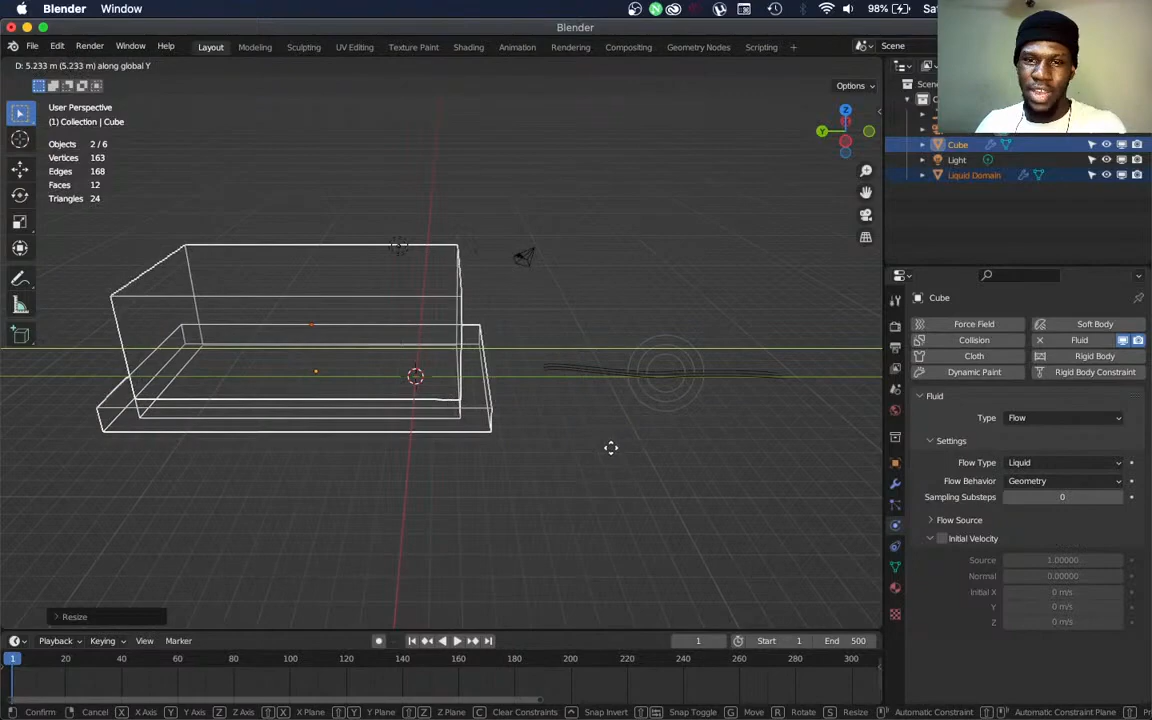 Blender Window 98% Sa
Blender
File Edit Render Window Help Layout Modeling Sculpting UV Editing Texture Paint Shading Animation Rendering Compositing Geometry Nodes Scripting + Scene
D: 5.233 m (5.233 m) along global Y
Options
User Perspective
(1) Collection | Cube
Objects 2 / 6
Vertices 163
Edges 168
Faces 12
Triangles 24
Z
Y
Cube
Light
Liquid Domain
Cube
Force Field Soft Body
Collision Fluid
Cloth Rigid Body
Dynamic Paint Rigid Body Constraint
Fluid
Type Flow
Settings
Flow Type Liquid
Flow Behavior Geometry
Sampling Substeps 0
Flow Source
Initial Velocity
Source 1.00000
Normal 0.00000
Initial X 0 m/s
Y 0 m/s
Z 0 m/s
Resize
Playback Keying View Marker 1 Start 1 End 500
1 20 40 60 80 100 120 140 160 180 200 220 240 260 280 300
Confirm Cancel X X Axis Y Y Axis Z Z Axis X X Plane Y Y Plane Z Z Plane C Clear Constraints Snap Invert Snap Toggle G Move R Rotate S Resize Automatic Constraint Automatic Constraint Plane